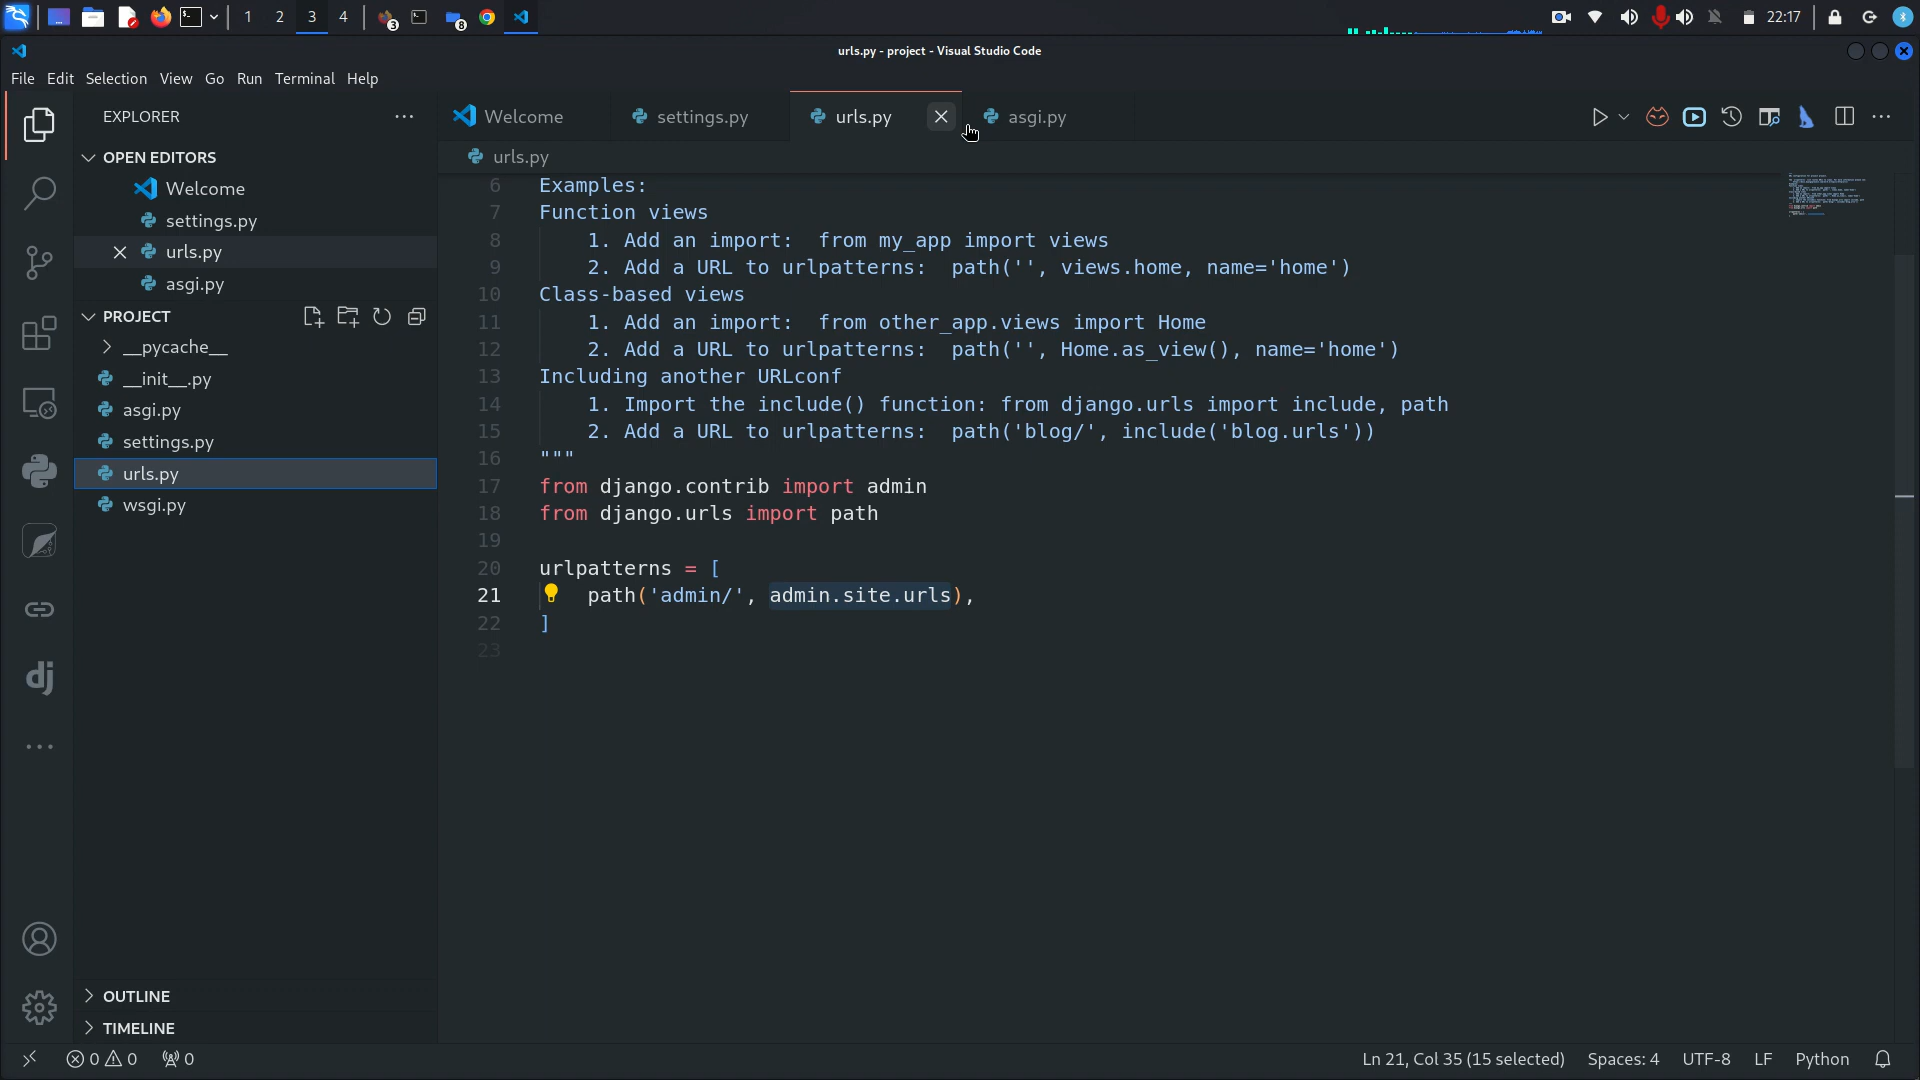 1 2 3 4 3 8 22:17
urls.py - project - Visual Studio Code
File Edit Selection View Go Run Terminal Help
EXPLORER
OPEN EDITORS
Welcome
settings.py
urls.py
asgi.py
PROJECT
__pycache__
__init__.py
asgi.py
settings.py
urls.py
wsgi.py
OUTLINE
TIMELINE
dj
Welcome settings.py urls.py asgi.py
urls.py
6 Examples:
7 Function views
8     1. Add an import:  from my_app import views
9     2. Add a URL to urlpatterns:  path('', views.home, name='home')
10 Class-based views
11     1. Add an import:  from other_app.views import Home
12     2. Add a URL to urlpatterns:  path('', Home.as_view(), name='home')
13 Including another URLconf
14     1. Import the include() function: from django.urls import include, path
15     2. Add a URL to urlpatterns:  path('blog/', include('blog.urls'))
16 """
17 from django.contrib import admin
18 from django.urls import path
19
20 urlpatterns = [
21     path('admin/', admin.site.urls),
22 ]
23
0 0 0 Ln 21, Col 35 (15 selected) Spaces: 4 UTF-8 LF Python